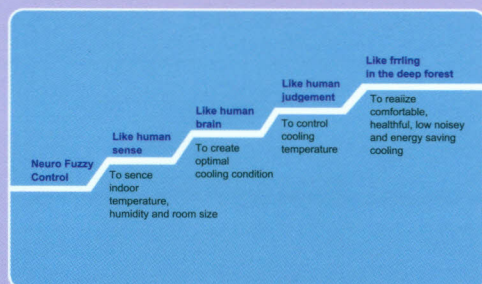 Neuro Fuzzy
Control
Like human
sense
To sence
indoor
temperature,
humidity and room size
Like human
brain
To create
optimal
cooling condition
Like human
judgement
To control
cooling
temperature
Like frrling
in the deep forest
To reaiize
comfortable,
healthful, low noisey
and energy saving
cooling